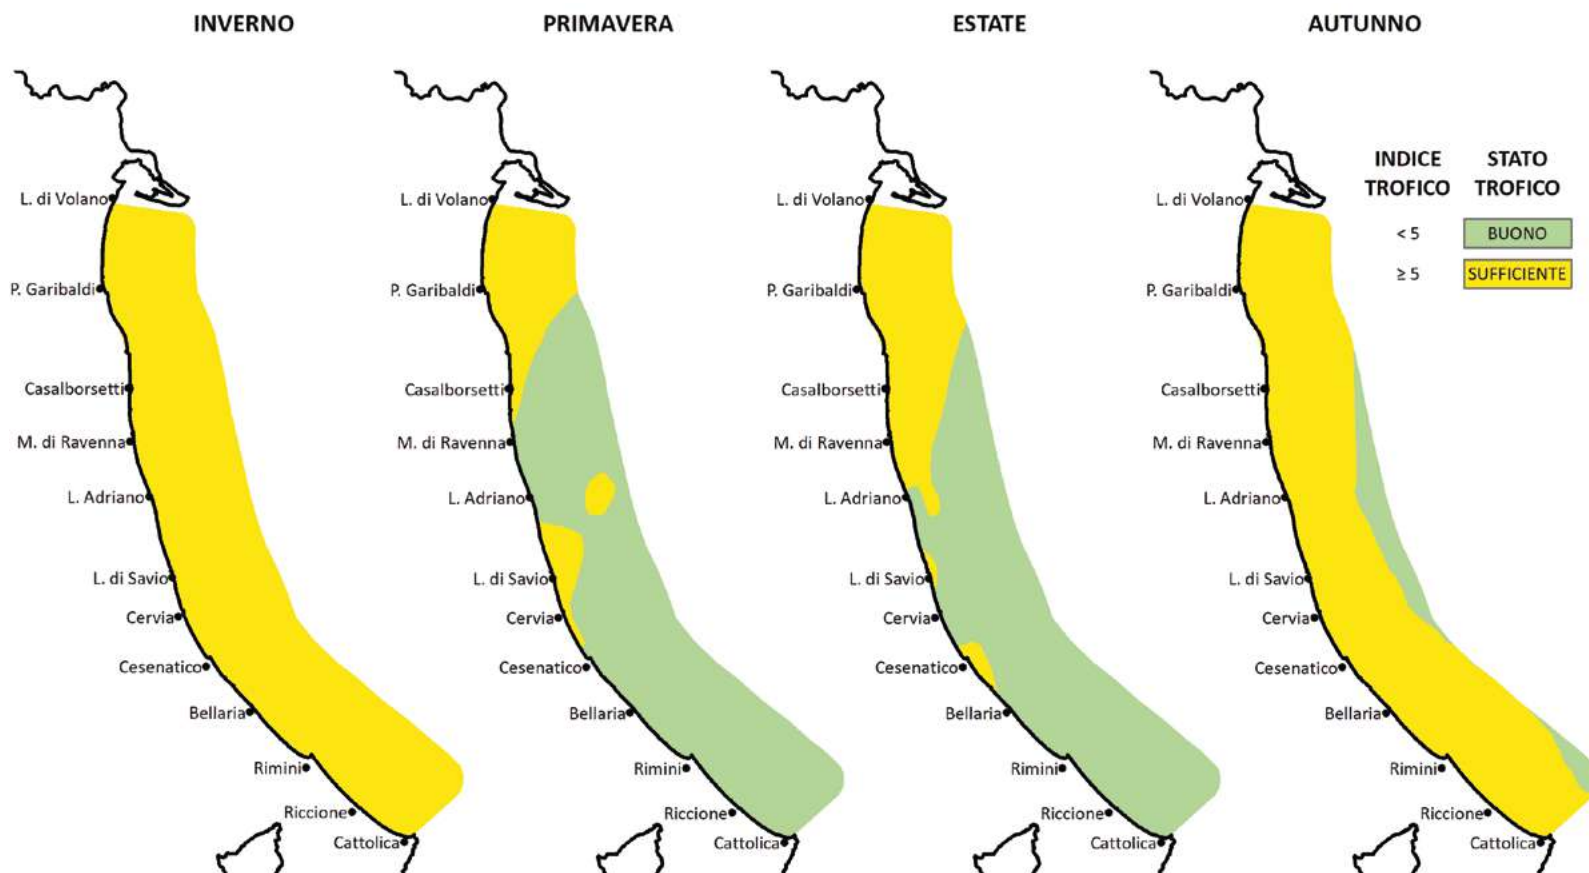 INVERNO
PRIMAVERA
ESTATE
AUTUNNO
L. di Volano
P. Garibaldi
Casalborsetti
M. di Ravenna
L. Adriano
L. di Savio
Cervia
Cesenatico
Bellaria
Rimini
Riccione
Cattolica
L. di Volano
P. Garibaldi
Casalborsetti
M. di Ravenna
L. Adriano
L. di Savio
Cervia
Cesenatico
Bellaria
Rimini
Riccione
Cattolica
L. di Volano
P. Garibaldi
Casalborsetti
M. di Ravenna
L. Adriano
L. di Savio
Cervia
Cesenatico
Bellaria
Rimini
Riccione
Cattolica
L. di Volano
P. Garibaldi
Casalborsetti
M. di Ravenna
L. Adriano
L. di Savio
Cervia
Cesenatico
Bellaria
Rimini
Riccione
Cattolica
INDICE STATO
TROFICO TROFICO
< 5 BUONO
≥ 5 SUFFICIENTE